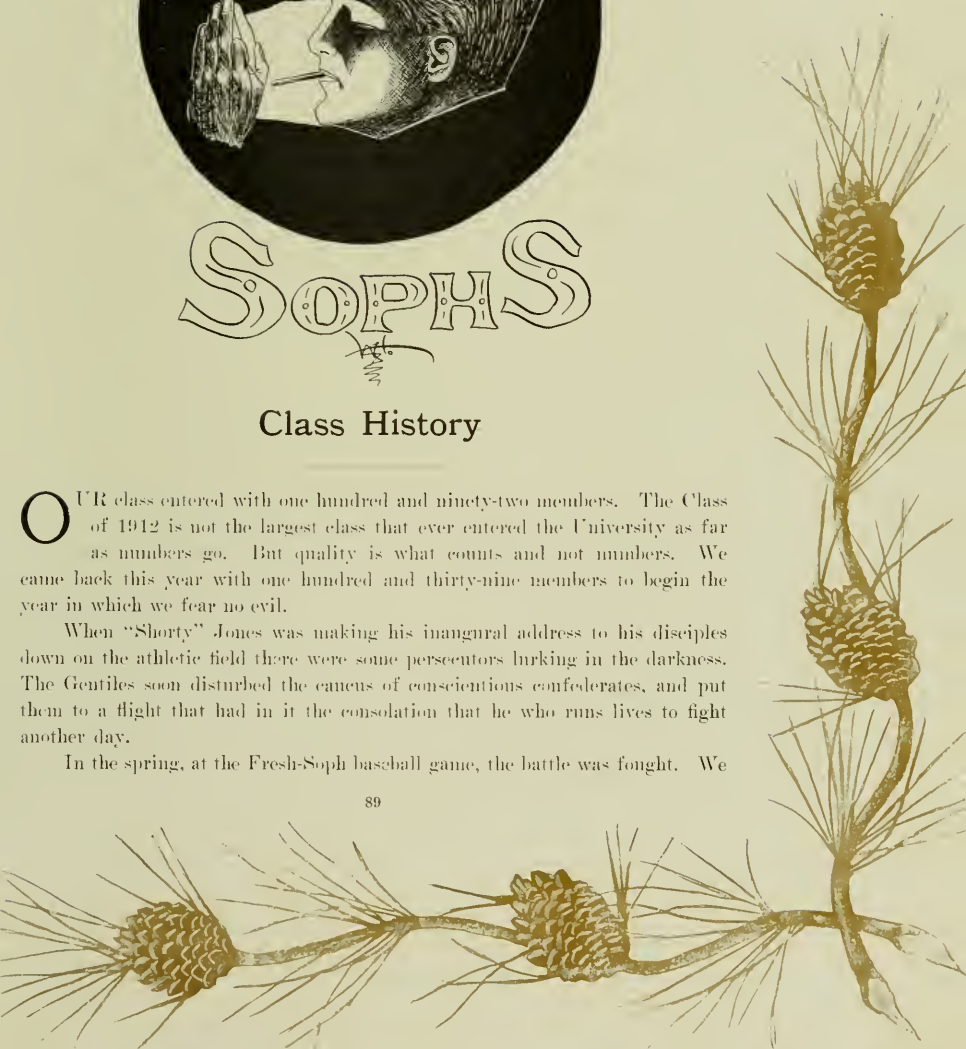 SOPHS
Class History
OUR class entered with one hundred and ninety-two members. The Class
of 1912 is not the largest class that ever entered the University as far
as numbers go. But quality is what counts and not numbers. We
came back this year with one hundred and thirty-nine members to begin the
year in which we fear no evil.
When "Shorty" Jones was making his inaugural address to his disciples
down on the athletic field there were some persecutors lurking in the darkness.
The Gentiles soon disturbed the caucus of conscientious confederates, and put
them to a flight that had in it the consolation that he who runs lives to fight
another day.
In the spring, at the Fresh-Soph baseball game, the battle was fought. We
89